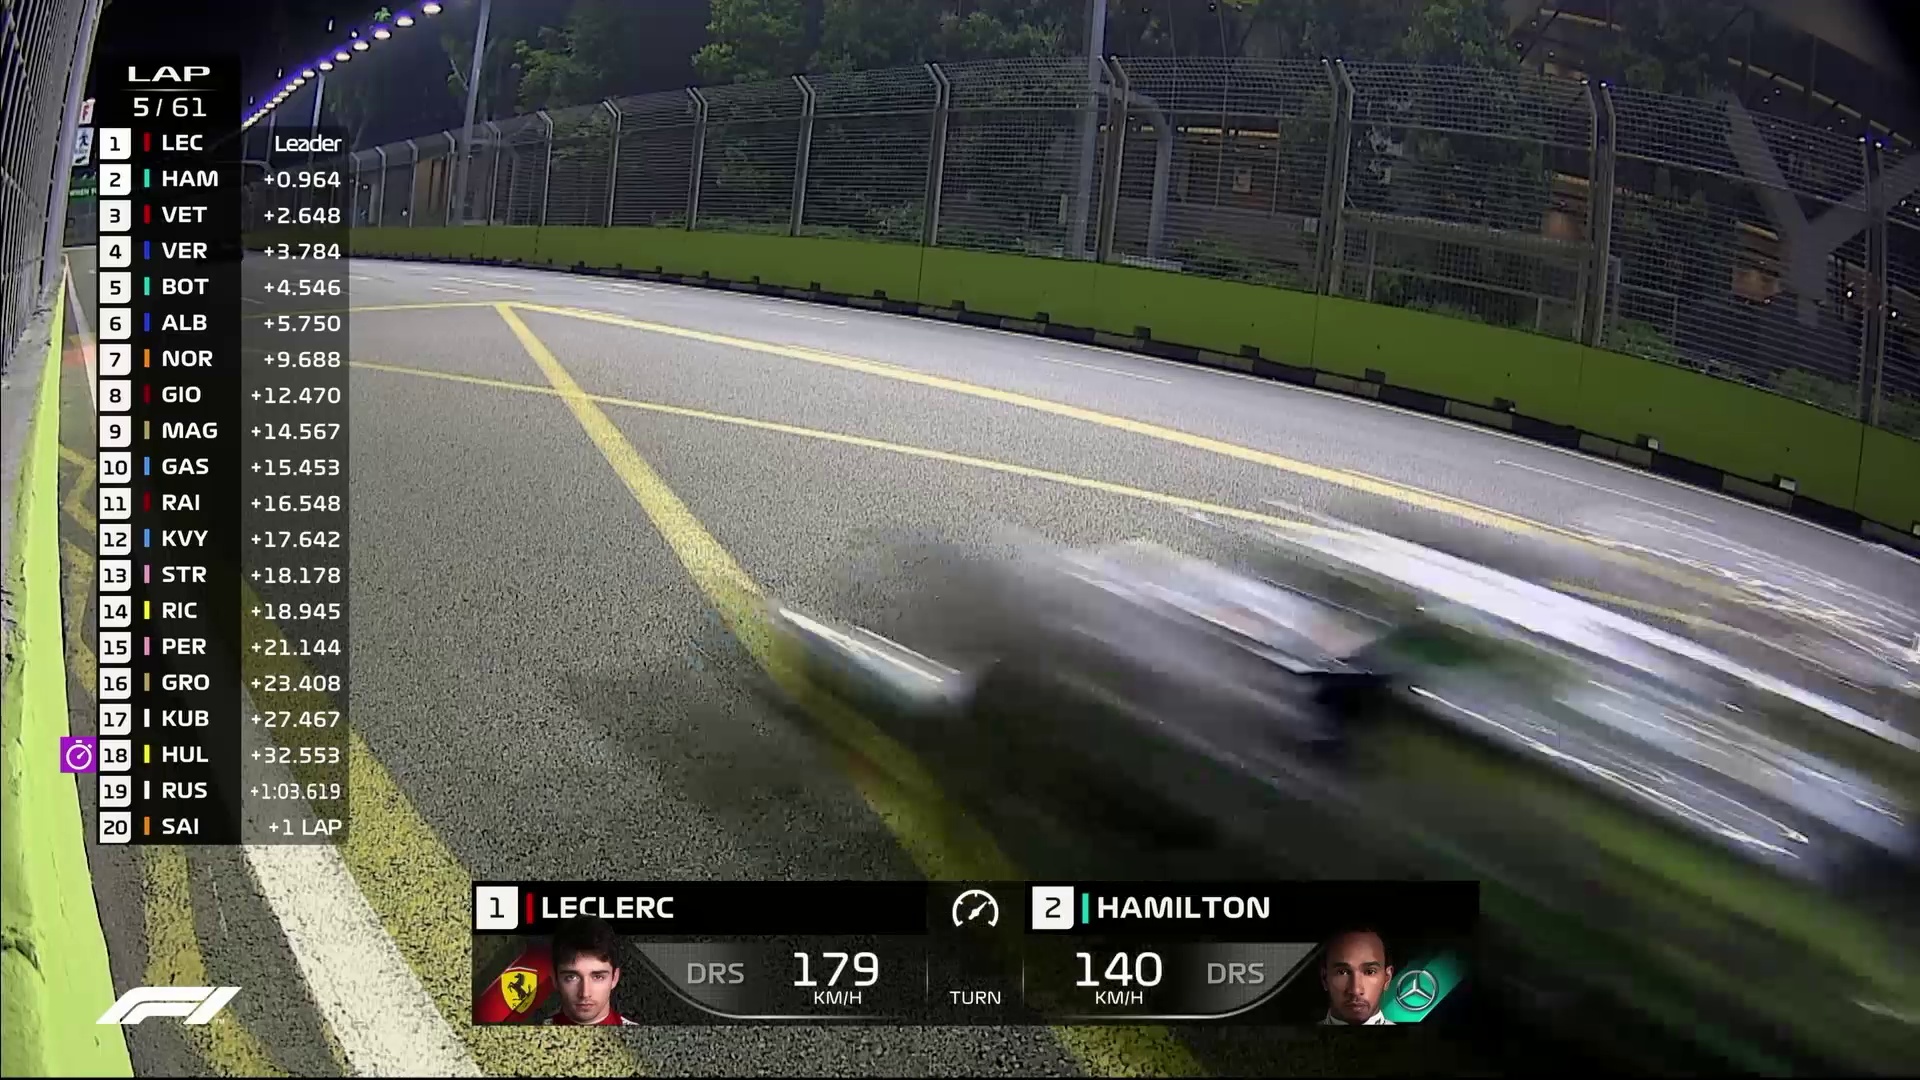 LAP
5/61
1 LEC Leader
2 HAM +0.964
3 VET +2.648
4 VER +3.784
5 BOT +4.546
6 ALB +5.750
7 NOR +9.688
8 GIO +12.470
9 MAG +14.567
10 GAS +15.453
11 RAI +16.548
12 KVY +17.642
13 STR +18.178
14 RIC +18.945
15 PER +21.144
16 GRO +23.408
17 KUB +27.467
18 HUL +32.553
19 RUS +1:03.619
20 SAI +1 LAP
1 LECLERC
2 HAMILTON
DRS 179 KM/H
TURN
140 KM/H DRS
F1